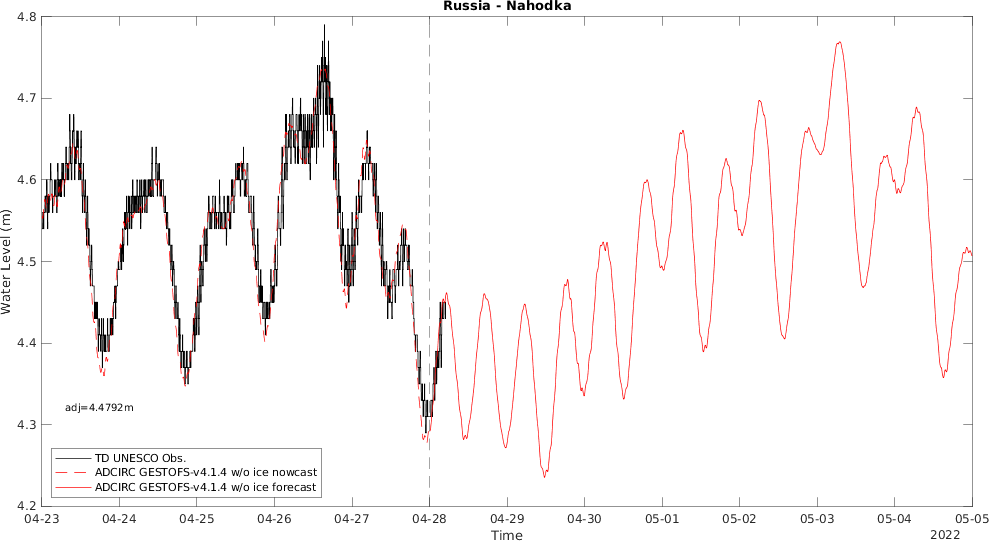 Russia - Nahodka
Water Level (m)
4.8
4.7
4.6
4.5
4.4
4.3
4.2
adj=4.4792m
TD UNESCO Obs.
ADCIRC GESTOFS-v4.1.4 w/o ice nowcast
ADCIRC GESTOFS-v4.1.4 w/o ice forecast
04-23 04-24 04-25 04-26 04-27 04-28 04-29 04-30 05-01 05-02 05-03 05-04 05-05
Time
2022